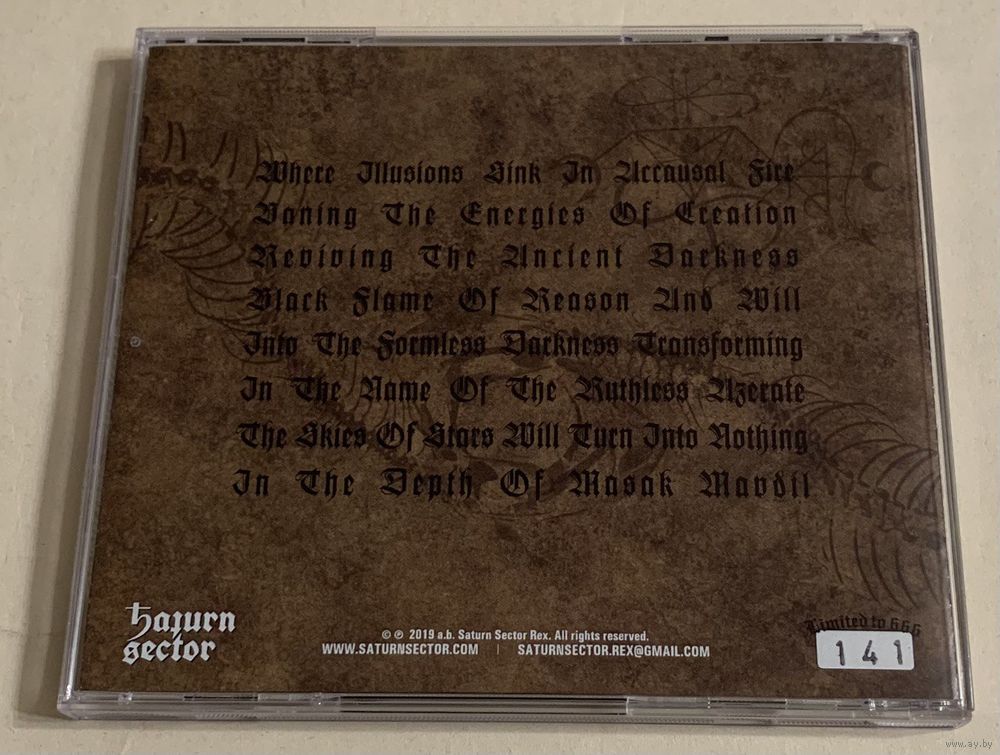 Where Illusions Sink In Accausal Fire
Baning The Energies Of Creation
Reviving The Ancient Darkness
Black Flame Of Reason And Will
Into The Formless Darkness Transforming
In The Name Of The Ruthless Azerate
The Skies Of Stars Will Turn Into Nothing
In The Depth Of Masak Mavdil
Saturn
sector
© ℗ 2019 a.b. Saturn Sector Rex. All rights reserved.
WWW.SATURNSECTOR.COM | SATURNSECTOR.REX@GMAIL.COM
Limited to 666
141
www.ay.by